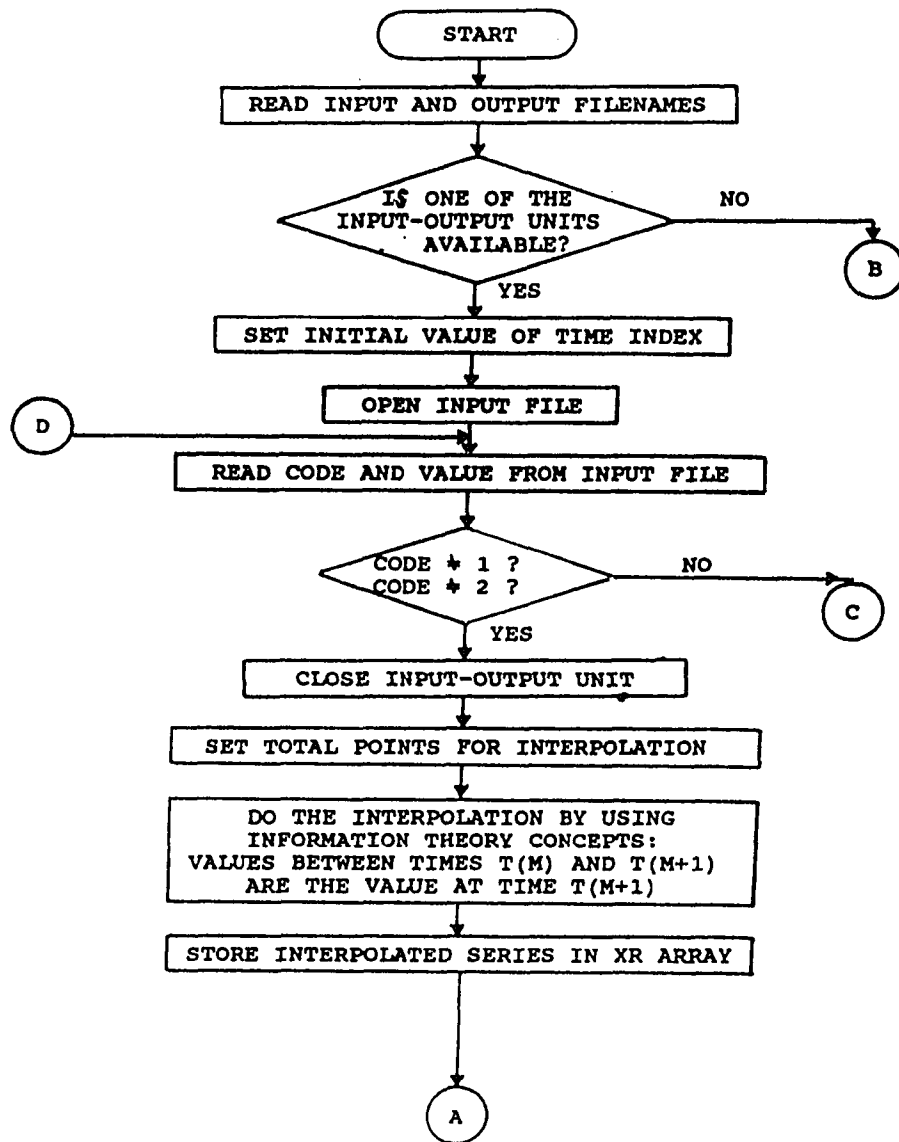 START
READ INPUT AND OUTPUT FILENAMES
IS ONE OF THE
INPUT-OUTPUT UNITS
AVAILABLE?
NO
B
YES
SET INITIAL VALUE OF TIME INDEX
OPEN INPUT FILE
D
READ CODE AND VALUE FROM INPUT FILE
CODE ≠ 1 ?
CODE ≠ 2 ?
NO
C
YES
CLOSE INPUT-OUTPUT UNIT
SET TOTAL POINTS FOR INTERPOLATION
DO THE INTERPOLATION BY USING
INFORMATION THEORY CONCEPTS:
VALUES BETWEEN TIMES T(M) AND T(M+1)
ARE THE VALUE AT TIME T(M+1)
STORE INTERPOLATED SERIES IN XR ARRAY
A